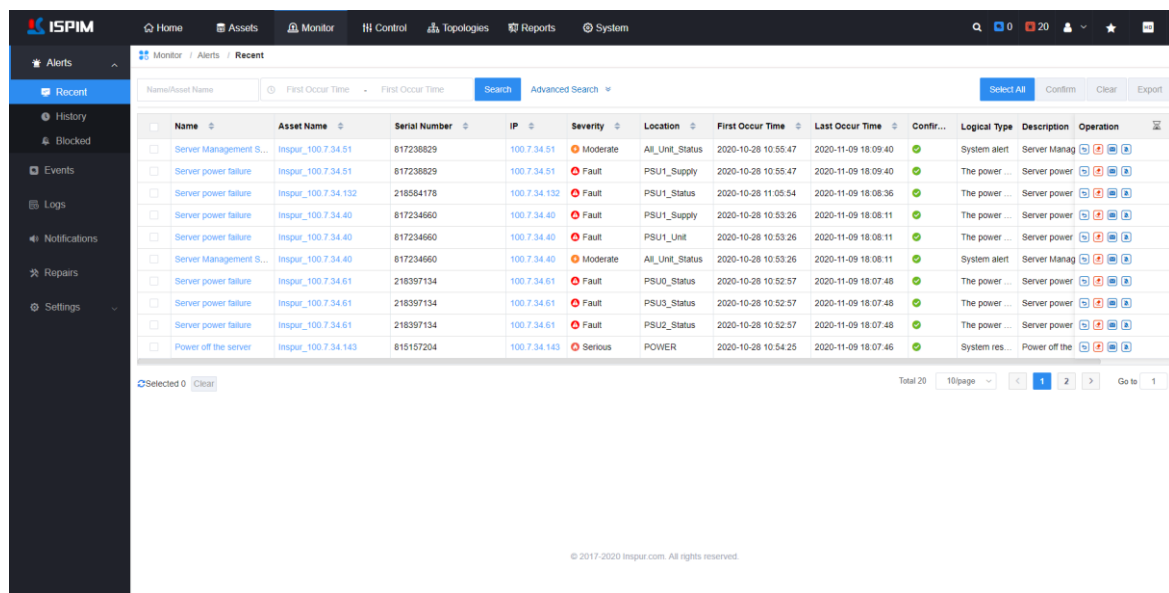 ISPIM Home Assets Monitor Control Topologies Reports System 0 20
Alerts
Recent
History
Blocked
Events
Logs
Notifications
Repairs
Settings
Monitor / Alerts / Recent
Name/Asset Name First Occur Time - First Occur Time Search Advanced Search Select All Confirm Clear Export
Name Asset Name Serial Number IP Severity Location First Occur Time Last Occur Time Confir... Logical Type Description Operation
Server Management S... Inspur_100.7.34.51 817238829 100.7.34.51 Moderate All_Unit_Status 2020-10-28 10:55:47 2020-11-09 18:09:40 System alert Server Manag
Server power failure Inspur_100.7.34.51 817238829 100.7.34.51 Fault PSU1_Supply 2020-10-28 10:55:47 2020-11-09 18:09:40 The power ... Server power
Server power failure Inspur_100.7.34.132 218584178 100.7.34.132 Fault PSU1_Status 2020-10-28 11:05:54 2020-11-09 18:08:36 The power ... Server power
Server power failure Inspur_100.7.34.40 817234660 100.7.34.40 Fault PSU1_Supply 2020-10-28 10:53:26 2020-11-09 18:08:11 The power ... Server power
Server power failure Inspur_100.7.34.40 817234660 100.7.34.40 Fault PSU1_Unit 2020-10-28 10:53:26 2020-11-09 18:08:11 The power ... Server power
Server Management S... Inspur_100.7.34.40 817234660 100.7.34.40 Moderate All_Unit_Status 2020-10-28 10:53:26 2020-11-09 18:08:11 System alert Server Manag
Server power failure Inspur_100.7.34.61 218397134 100.7.34.61 Fault PSU0_Status 2020-10-28 10:52:57 2020-11-09 18:07:48 The power ... Server power
Server power failure Inspur_100.7.34.61 218397134 100.7.34.61 Fault PSU3_Status 2020-10-28 10:52:57 2020-11-09 18:07:48 The power ... Server power
Server power failure Inspur_100.7.34.61 218397134 100.7.34.61 Fault PSU2_Status 2020-10-28 10:52:57 2020-11-09 18:07:48 The power ... Server power
Power off the server Inspur_100.7.34.143 815157204 100.7.34.143 Serious POWER 2020-10-28 10:54:25 2020-11-09 18:07:46 System res... Power off the
Selected 0 Clear Total 20 10/page < 1 2 > Go to 1
© 2017-2020 Inspur.com. All rights reserved.